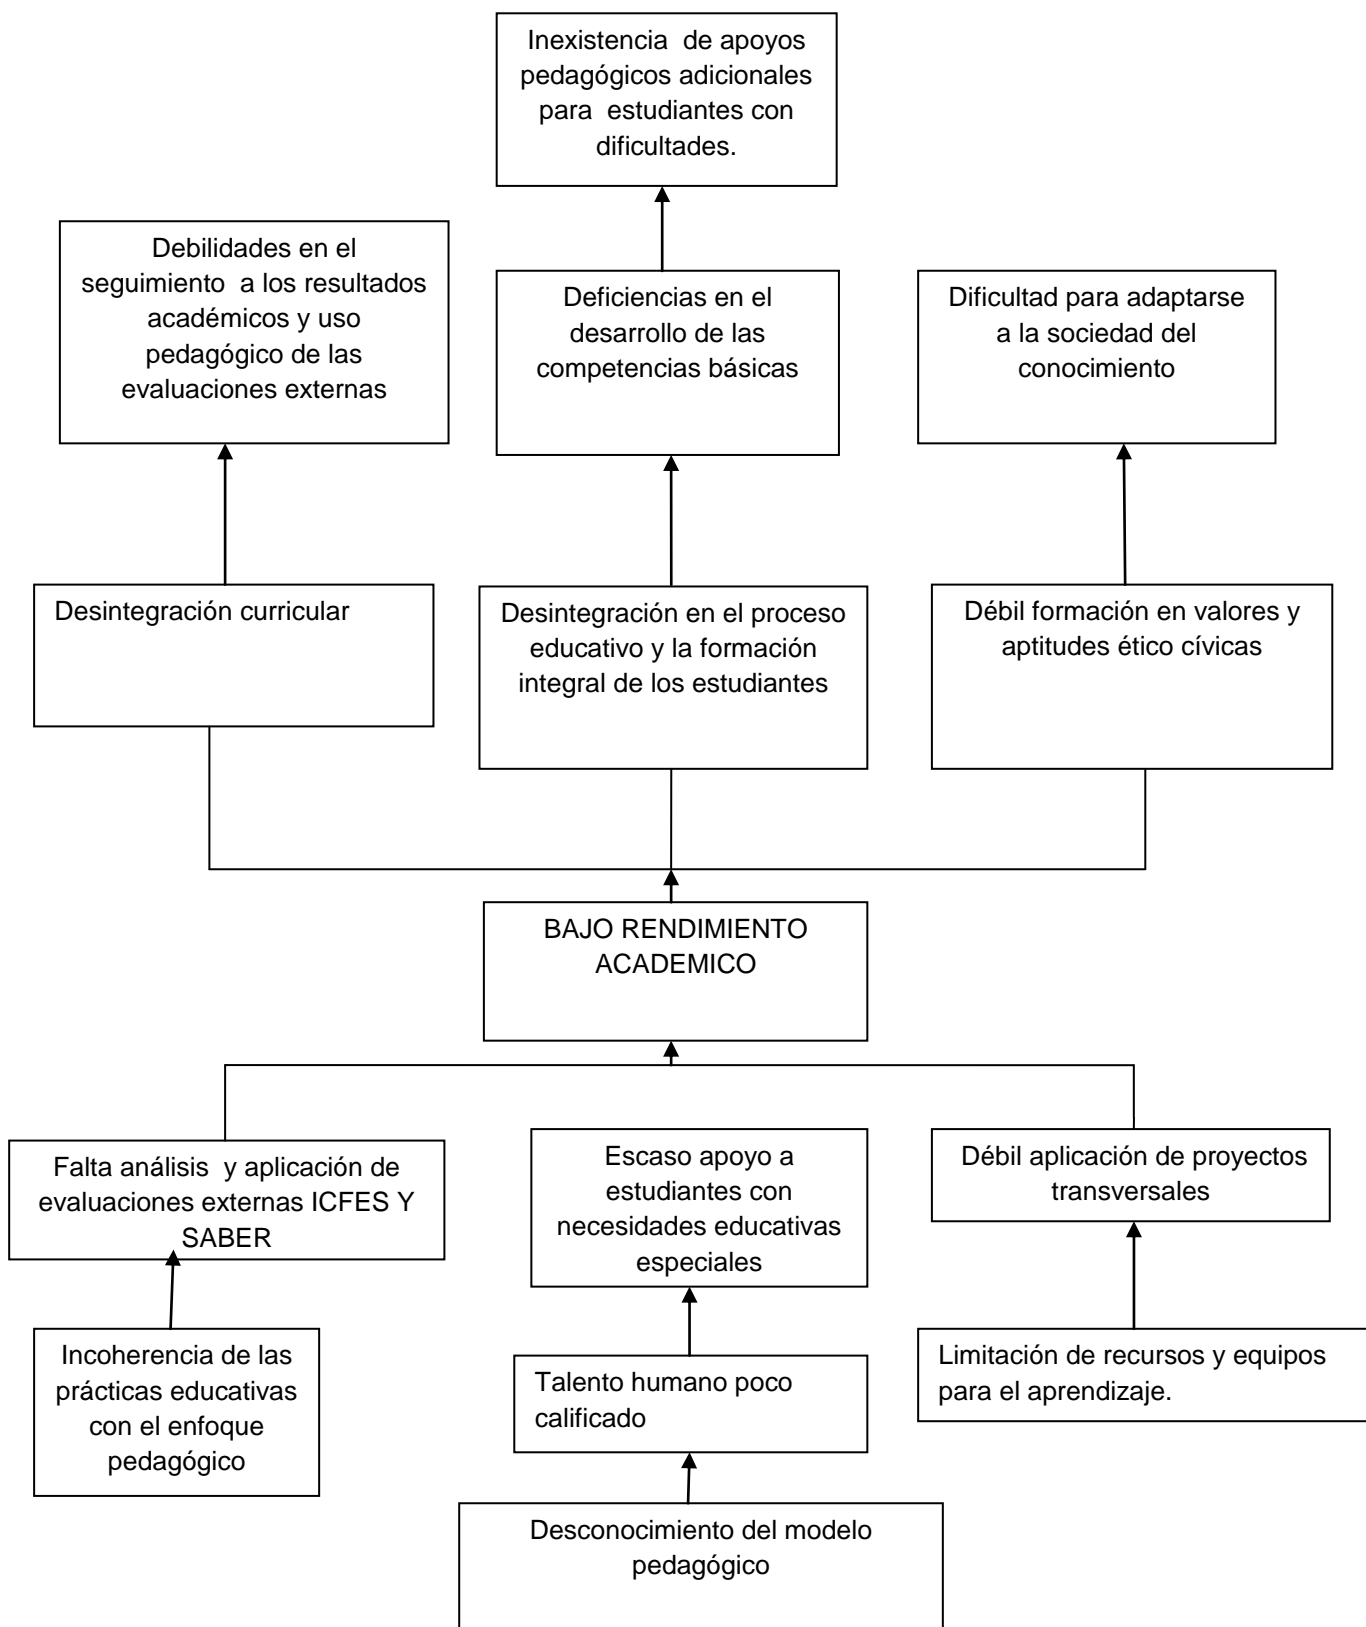 Inexistencia de apoyos
pedagógicos adicionales
para estudiantes con
dificultades.
Debilidades en el
seguimiento a los resultados
académicos y uso
pedagógico de las
evaluaciones externas
Deficiencias en el
desarrollo de las
competencias básicas
Dificultad para adaptarse
a la sociedad del
conocimiento
Desintegración curricular
Desintegración en el proceso
educativo y la formación
integral de los estudiantes
Débil formación en valores y
aptitudes ético cívicas
BAJO RENDIMIENTO
ACADEMICO
Falta análisis y aplicación de
evaluaciones externas ICFES Y
SABER
Escaso apoyo a
estudiantes con
necesidades educativas
especiales
Débil aplicación de proyectos
transversales
Incoherencia de las
prácticas educativas
con el enfoque
pedagógico
Talento humano poco
calificado
Limitación de recursos y equipos
para el aprendizaje.
Desconocimiento del modelo
pedagógico